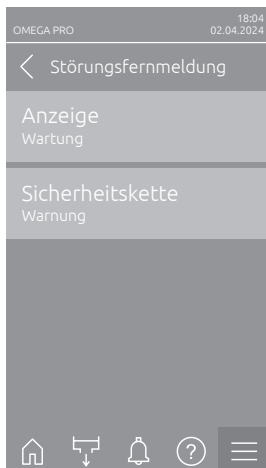 18:04
OMEGA PRO 02.04.2024
Störungsfernmeldung
Anzeige
Wartung
Sicherheitskette
Warnung
?